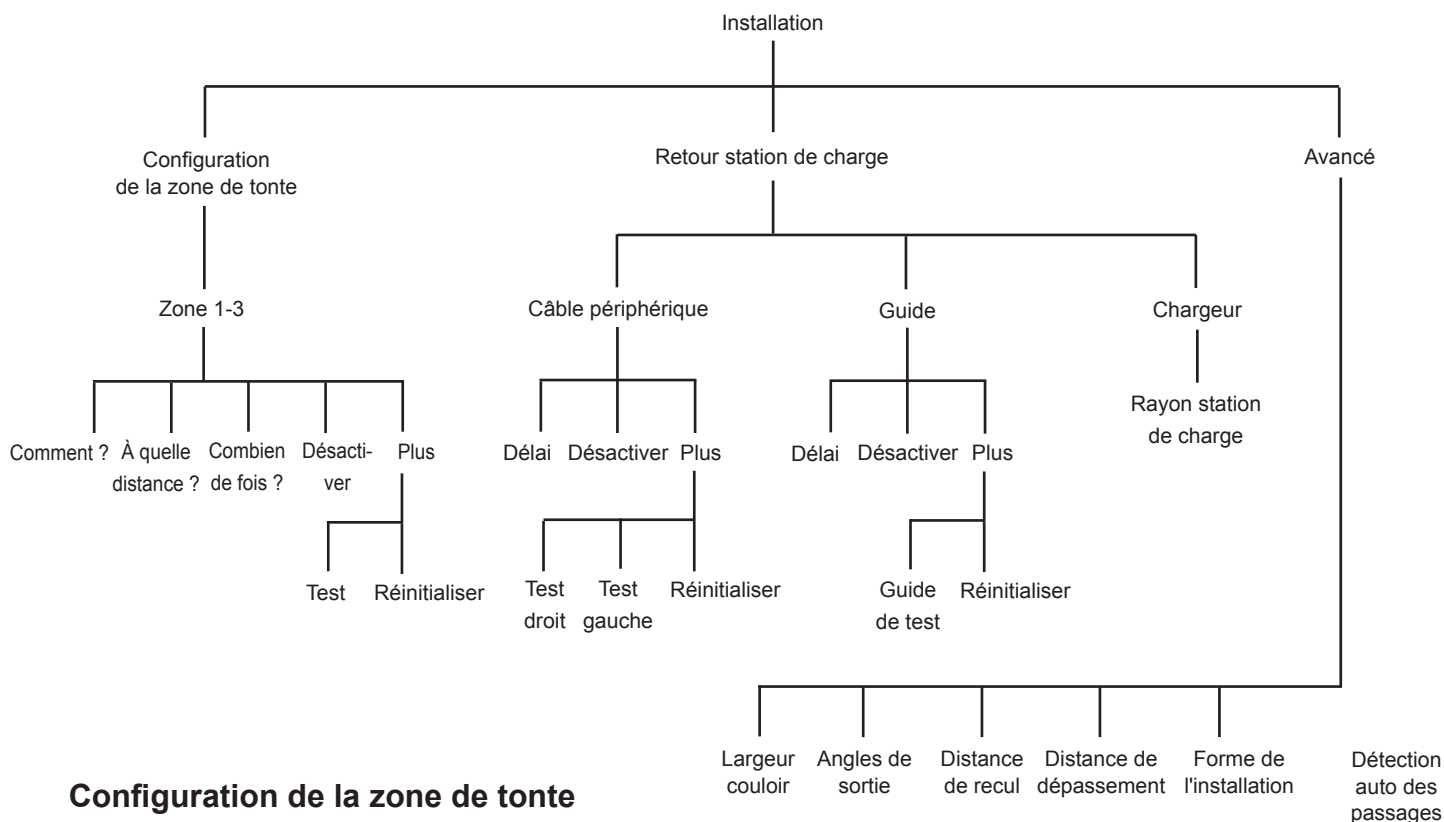 Installation
Configuration
de la zone de tonte
Retour station de charge
Avancé
Zone 1-3
Câble périphérique
Guide
Chargeur
Comment ?
À quelle
distance ?
Combien
de fois ?
Désacti-
ver
Plus
Délai
Désactiver
Plus
Délai
Désactiver
Plus
Rayon station
de charge
Test
Réinitialiser
Test
droit
Test
gauche
Réinitialiser
Guide
de test
Réinitialiser
Largeur
couloir
Angles de
sortie
Distance
de recul
Distance de
dépassement
Forme de
l'installation
Détection
auto des
passages
Configuration de la zone de tonte